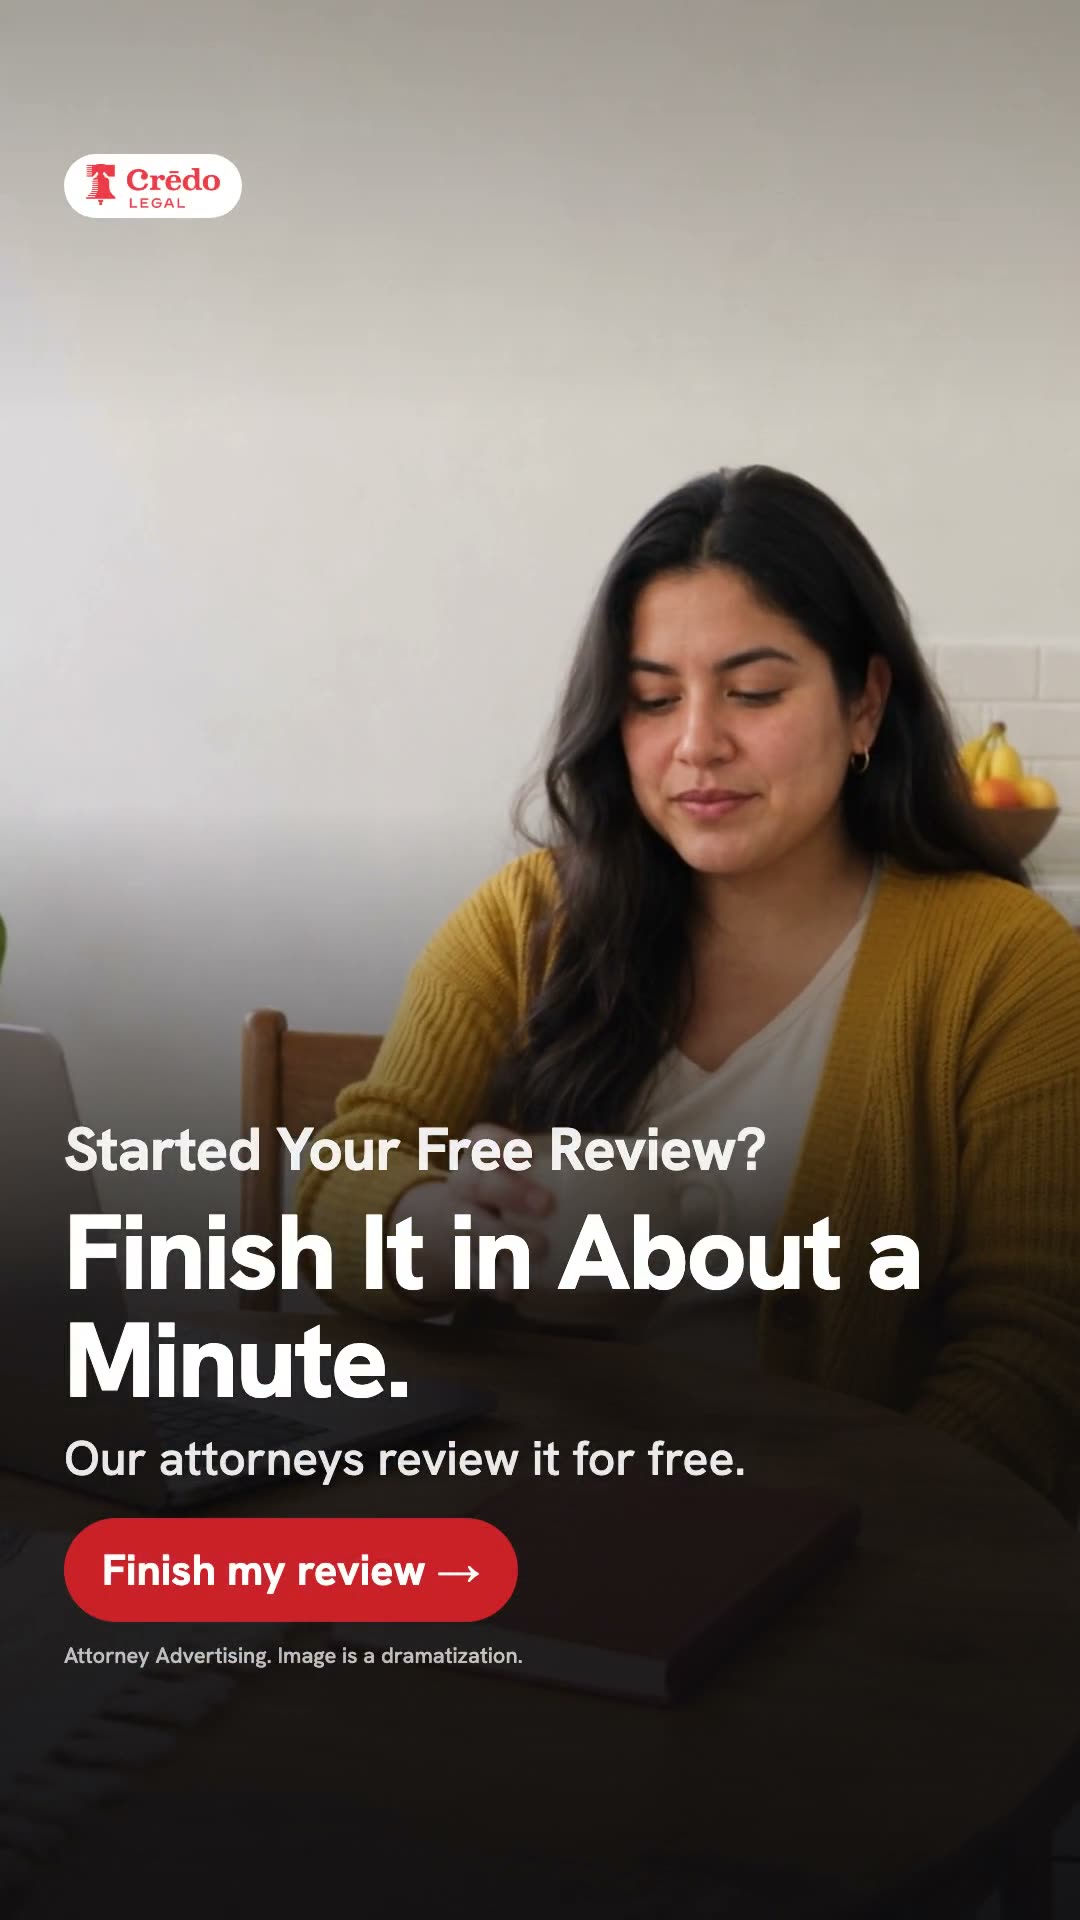 Crēdo
LEGAL
Started Your Free Review?
Finish It in About a
Minute.
Our attorneys review it for free.
Finish my review →
Attorney Advertising. Image is a dramatization.